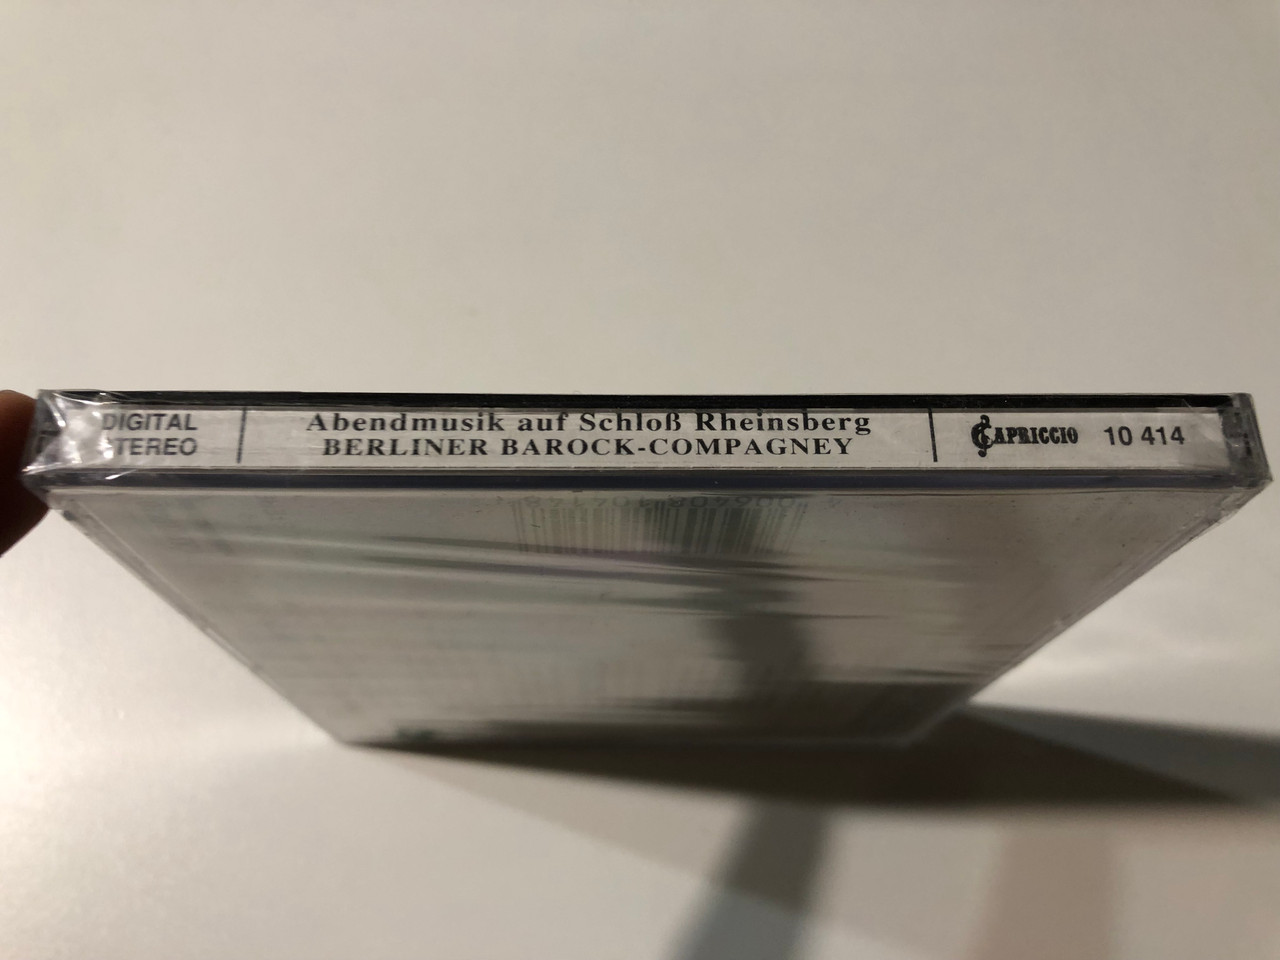 DIGITAL
STEREO
Abendmusik auf Schloß Rheinsberg
BERLINER BAROCK-COMPAGNEY
CAPRICCIO 10 414